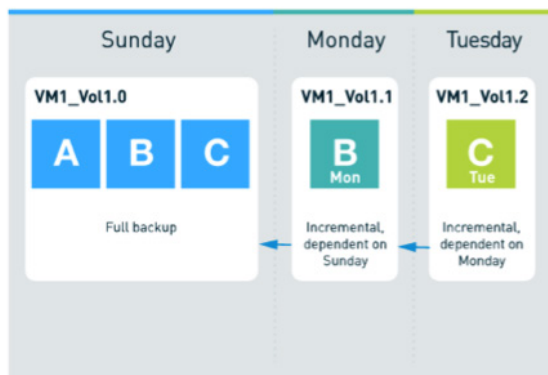 Sunday
Monday
Tuesday
VM1_Vol1.0
VM1_Vol1.1
VM1_Vol1.2
A
B
C
B
Mon
C
Tue
Full backup
Incremental,
dependent on
Sunday
Incremental,
dependent on
Monday